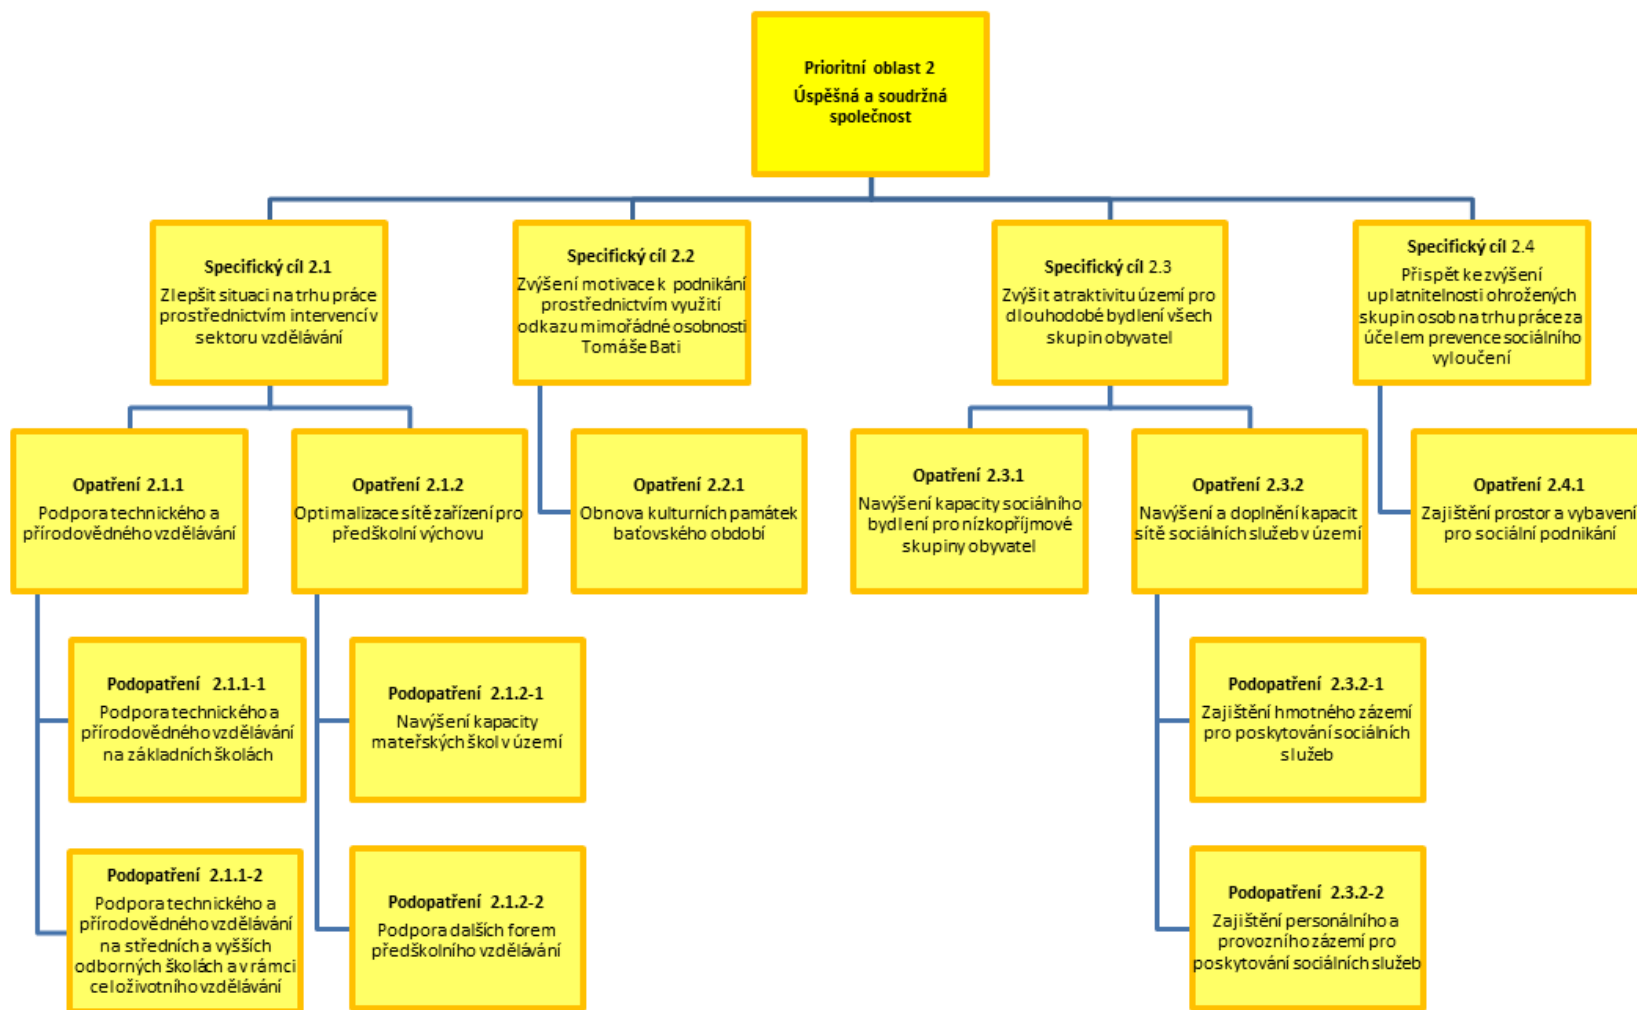 Prioritní oblast 2
Úspěšná a soudržná
společnost
Specifický cíl 2.1
Zlepšit situaci na trhu práce
prostřednictvím intervencí v
sektoru vzdělávání
Specifický cíl 2.2
Zvýšení motivace k podnikání
prostřednictvím využití
odkazu mimořádné osobnosti
Tomáše Bati
Specifický cíl 2.3
Zvýšit atraktivitu území pro
dlouhodobé bydlení všech
skupin obyvatel
Specifický cíl 2.4
Přispět ke zvýšení
uplatnitelnosti ohrožených
skupin osob na trhu práce za
účelem prevence sociálního
vyloučení
Opatření 2.1.1
Podpora technického a
přírodovědného vzdělávání
Opatření 2.1.2
Optimalizace sítě zařízení pro
předškolní výchovu
Opatření 2.2.1
Obnova kulturních památek
baťovského období
Opatření 2.3.1
Navýšení kapacity sociálního
bydlení pro nízkopříjmové
skupiny obyvatel
Opatření 2.3.2
Navýšení a doplnění kapacit
sítě sociálních služeb v území
Opatření 2.4.1
Zajištění prostor a vybavení
pro sociální podnikání
Podopatření 2.1.1-1
Podpora technického a
přírodovědného vzdělávání
na základních školách
Podopatření 2.1.2-1
Navýšení kapacity
mateřských škol v území
Podopatření 2.3.2-1
Zajištění hmotného zázemí
pro poskytování sociálních
služeb
Podopatření 2.1.1-2
Podpora technického a
přírodovědného vzdělávání
na středních a vyšších
odborných školách a v rámci
celoživotního vzdělávání
Podopatření 2.1.2-2
Podpora dalších forem
předškolního vzdělávání
Podopatření 2.3.2-2
Zajištění personálního a
provozního zázemí pro
poskytování sociálních služeb